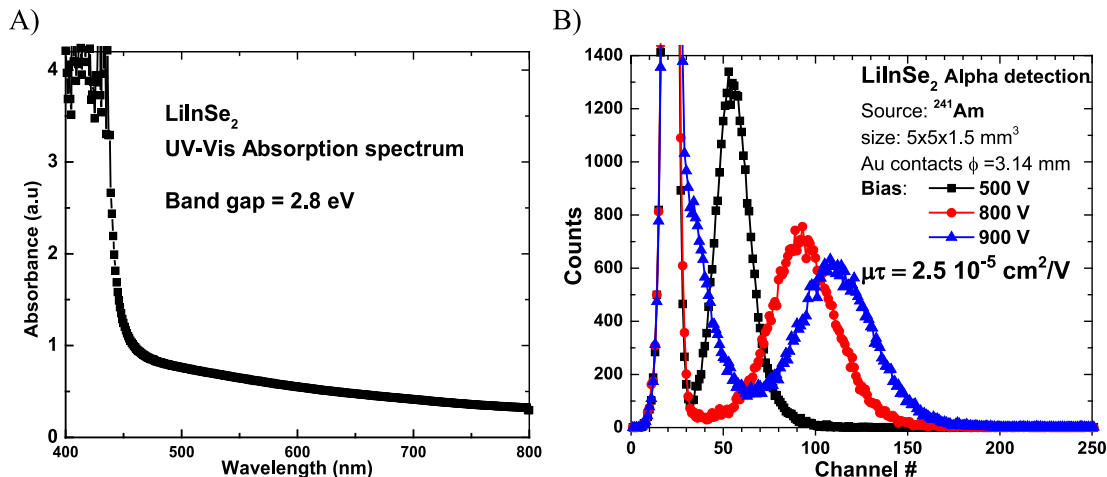 A)
B)
4
3
2
1
0
400
500
600
700
800
Absorbance (a.u)
Wavelength (nm)
LiInSe₂
UV-Vis Absorption spectrum
Band gap = 2.8 eV
1400
1200
1000
800
600
400
200
0
0
50
100
150
200
250
Counts
Channel #
LiInSe₂ Alpha detection
Source: ²⁴¹Am
size: 5x5x1.5 mm³
Au contacts ϕ =3.14 mm
Bias:
500 V
800 V
900 V
μτ = 2.5 10⁻⁵ cm²/V